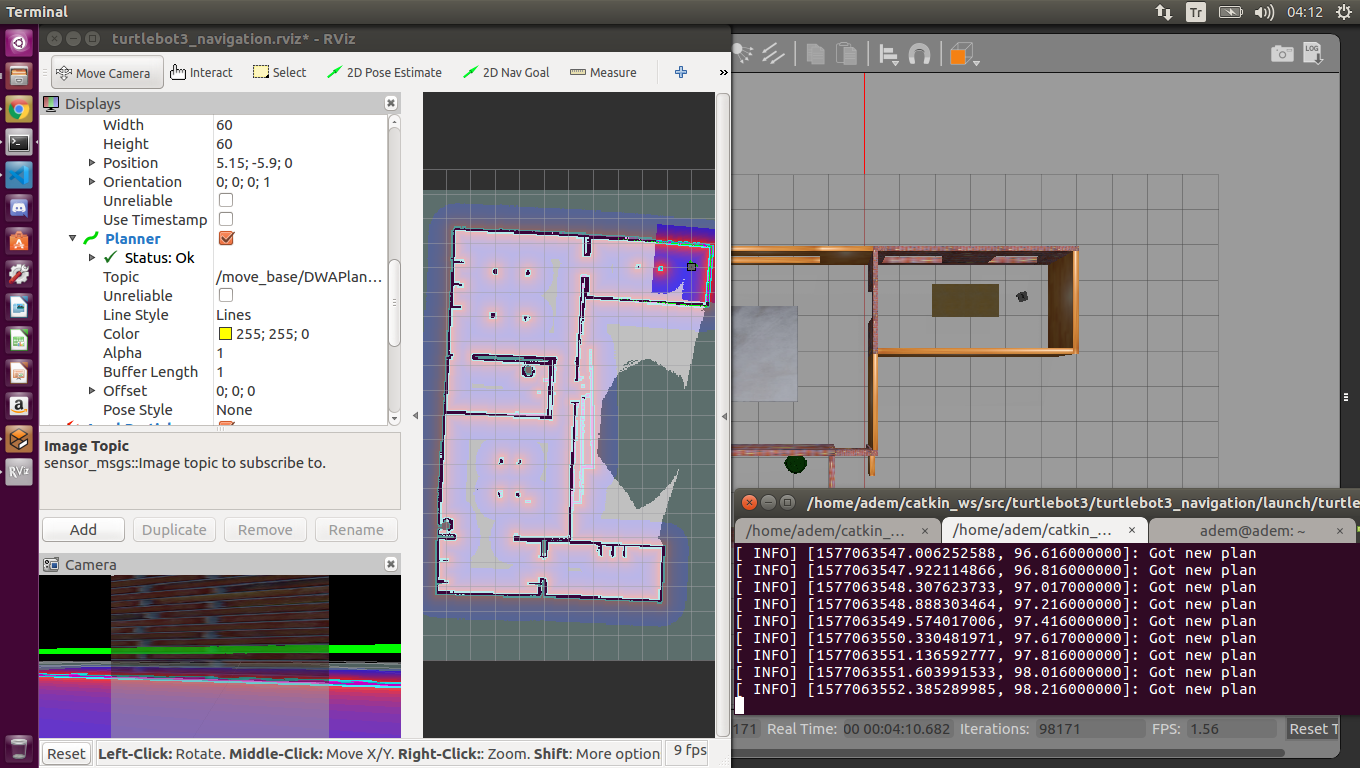 Terminal
Tr
04:12
turtlebot3_navigation.rviz* - RViz
Move Camera
Interact
Select
2D Pose Estimate
2D Nav Goal
Measure
»
LOG
Displays
Width 60
Height 60
Position 5.15; -5.9; 0
Orientation 0; 0; 0; 1
Unreliable
Use Timestamp
Planner
Status: Ok
Topic /move_base/DWAPlan...
Unreliable
Line Style Lines
Color 255; 255; 0
Alpha 1
Buffer Length 1
Offset 0; 0; 0
Pose Style None
Image Topic
sensor_msgs::Image topic to subscribe to.
Add
Duplicate
Remove
Rename
Camera
Reset
Left-Click: Rotate. Middle-Click: Move X/Y. Right-Click:: Zoom. Shift: More option
9 fps
RViz
/home/adem/catkin_ws/src/turtlebot3/turtlebot3_navigation/launch/turtle
/home/adem/catkin_...
/home/adem/catkin_...
adem@adem: ~
[ INFO] [1577063547.006252588, 96.616000000]: Got new plan
[ INFO] [1577063547.922114866, 96.816000000]: Got new plan
[ INFO] [1577063548.307623733, 97.017000000]: Got new plan
[ INFO] [1577063548.888303464, 97.216000000]: Got new plan
[ INFO] [1577063549.574017006, 97.416000000]: Got new plan
[ INFO] [1577063550.330481971, 97.617000000]: Got new plan
[ INFO] [1577063551.136592777, 97.816000000]: Got new plan
[ INFO] [1577063551.603991533, 98.016000000]: Got new plan
[ INFO] [1577063552.385289985, 98.216000000]: Got new plan
171 Real Time: 00 00:04:10.682 Iterations: 98171 FPS: 1.56 Reset T